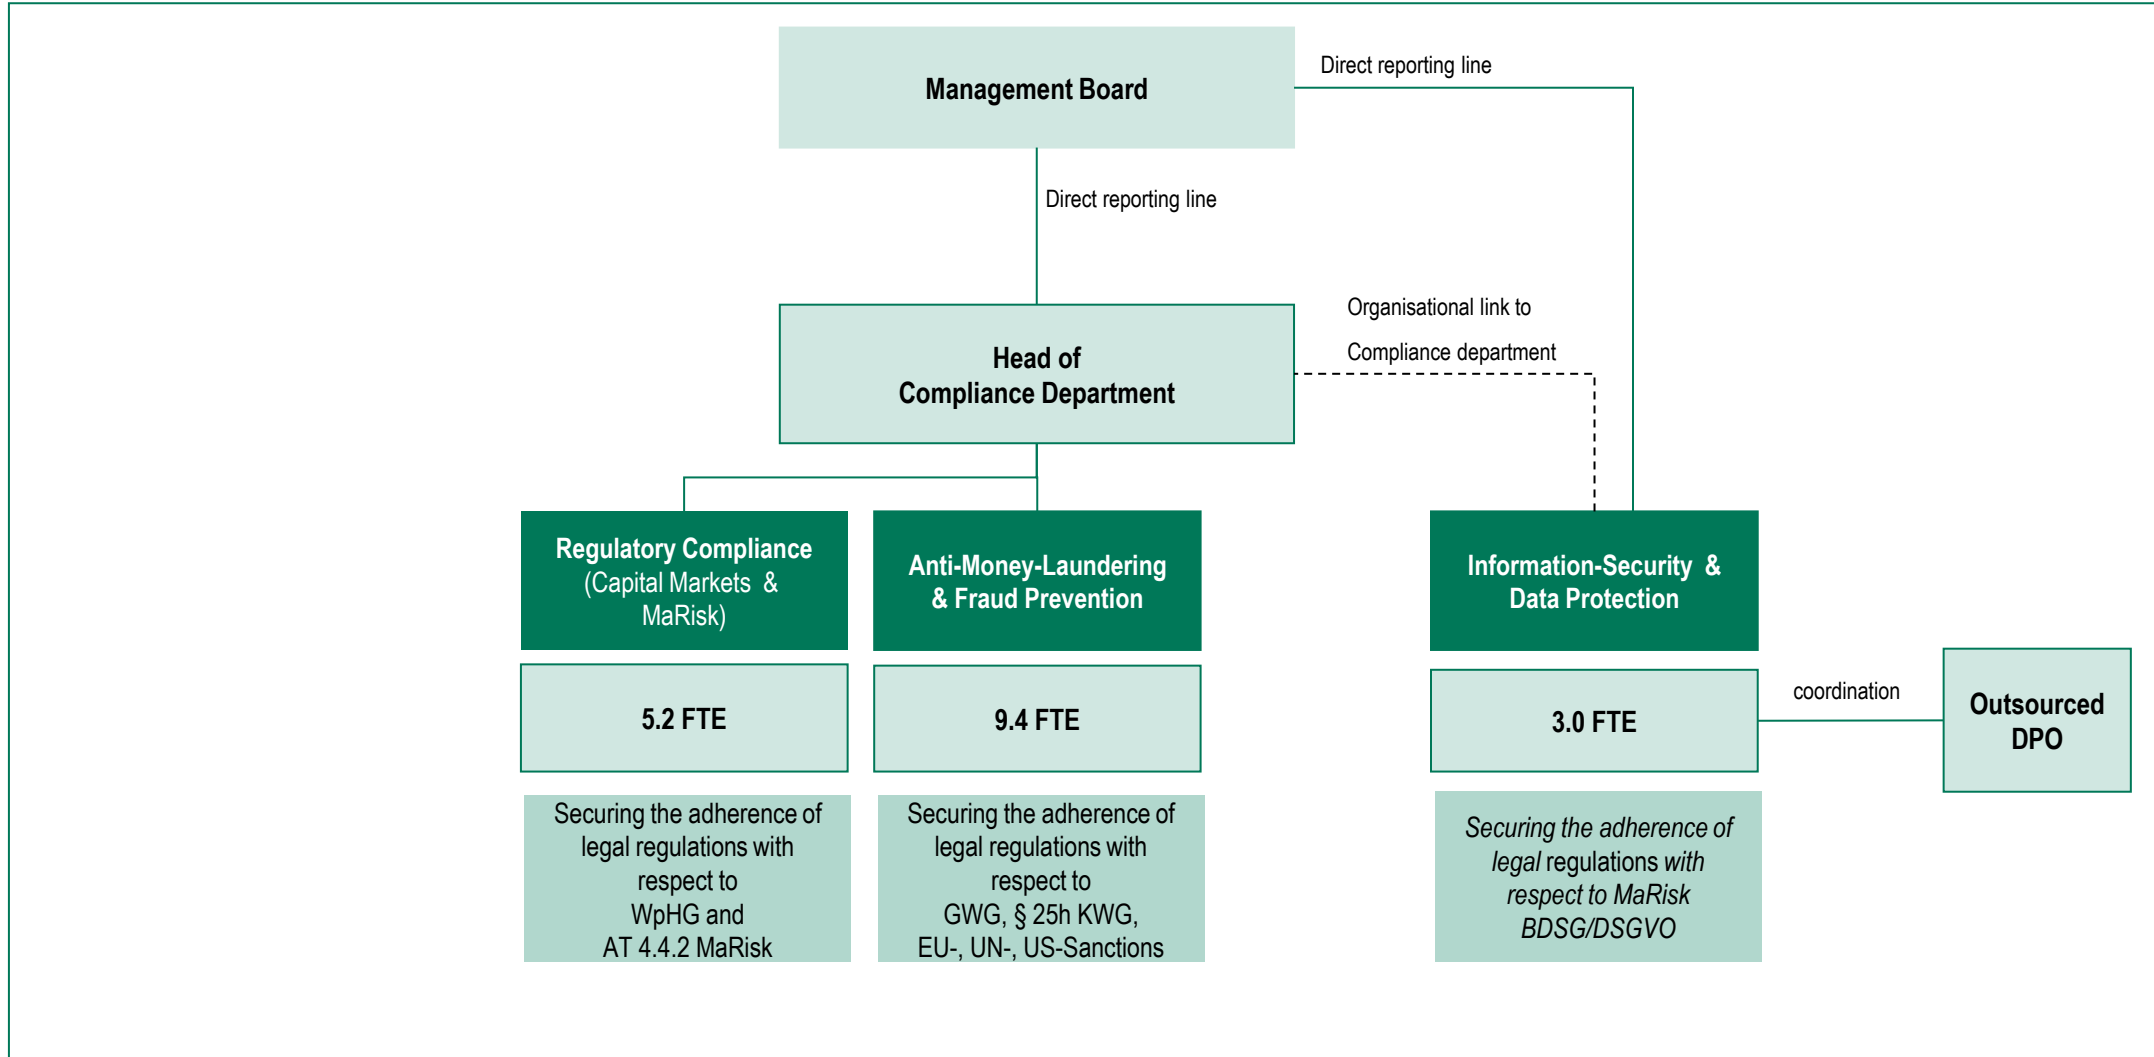 Management Board
Direct reporting line
Direct reporting line
Head of
Compliance Department
Organisational link to
Compliance department
Regulatory Compliance
(Capital Markets &
MaRisk)
Anti-Money-Laundering
& Fraud Prevention
Information-Security &
Data Protection
5.2 FTE
9.4 FTE
3.0 FTE
coordination
Outsourced
DPO
Securing the adherence of
legal regulations with
respect to
WpHG and
AT 4.4.2 MaRisk
Securing the adherence of
legal regulations with
respect to
GWG, § 25h KWG,
EU-, UN-, US-Sanctions
Securing the adherence of
legal regulations with
respect to MaRisk
BDSG/DSGVO